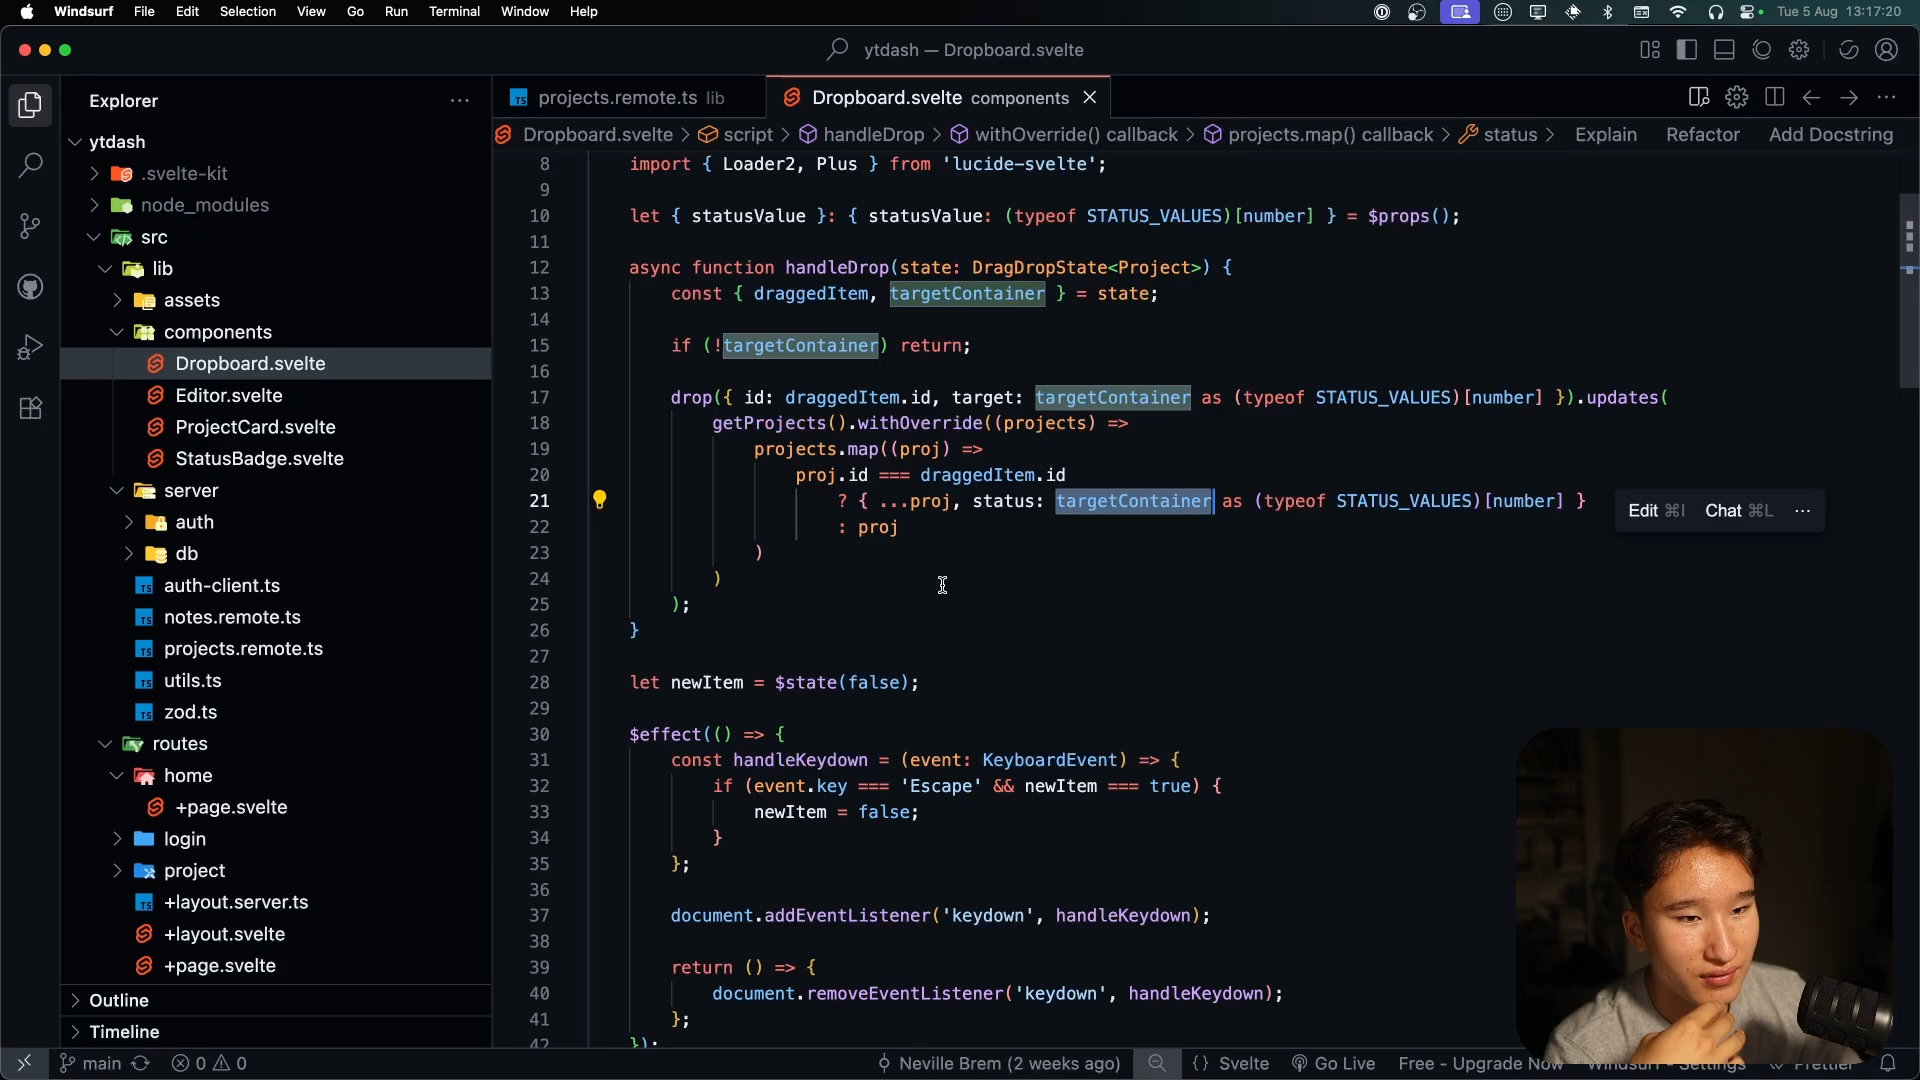 Windsurf File Edit Selection View Go Run Terminal Window Help Tue 5 Aug 13:17:20
ytdash — Dropboard.svelte
Explorer
projects.remote.ts lib
Dropboard.svelte components
Dropboard.svelte > script > handleDrop > withOverride() callback > projects.map() callback > status > Explain Refactor Add Docstring
ytdash
.svelte-kit
node_modules
src
lib
assets
components
Dropboard.svelte
Editor.svelte
ProjectCard.svelte
StatusBadge.svelte
server
auth
db
auth-client.ts
notes.remote.ts
projects.remote.ts
utils.ts
zod.ts
routes
home
+page.svelte
login
project
+layout.server.ts
+layout.svelte
+page.svelte
Outline
Timeline
8 import { Loader2, Plus } from 'lucide-svelte';
9
10 let { statusValue }: { statusValue: (typeof STATUS_VALUES)[number] } = $props();
11
12 async function handleDrop(state: DragDropState<Project>) {
13 const { draggedItem, targetContainer } = state;
14
15 if (!targetContainer) return;
16
17 drop({ id: draggedItem.id, target: targetContainer as (typeof STATUS_VALUES)[number] }).updates(
18 getProjects().withOverride((projects) =>
19 projects.map((proj) =>
20 proj.id === draggedItem.id
21 ? { ...proj, status: targetContainer as (typeof STATUS_VALUES)[number] }
Edit ⌘I Chat ⌘L ...
22 : proj
23 )
24 )
25 );
26 }
27
28 let newItem = $state(false);
29
30 $effect(() => {
31 const handleKeydown = (event: KeyboardEvent) => {
32 if (event.key === 'Escape' && newItem === true) {
33 newItem = false;
34 }
35 };
36
37 document.addEventListener('keydown', handleKeydown);
38
39 return () => {
40 document.removeEventListener('keydown', handleKeydown);
41 };
42 });
main 0 0 Neville Brem (2 weeks ago) {} Svelte Go Live Free - Upgrade Now Windsurf - Settings Prettier